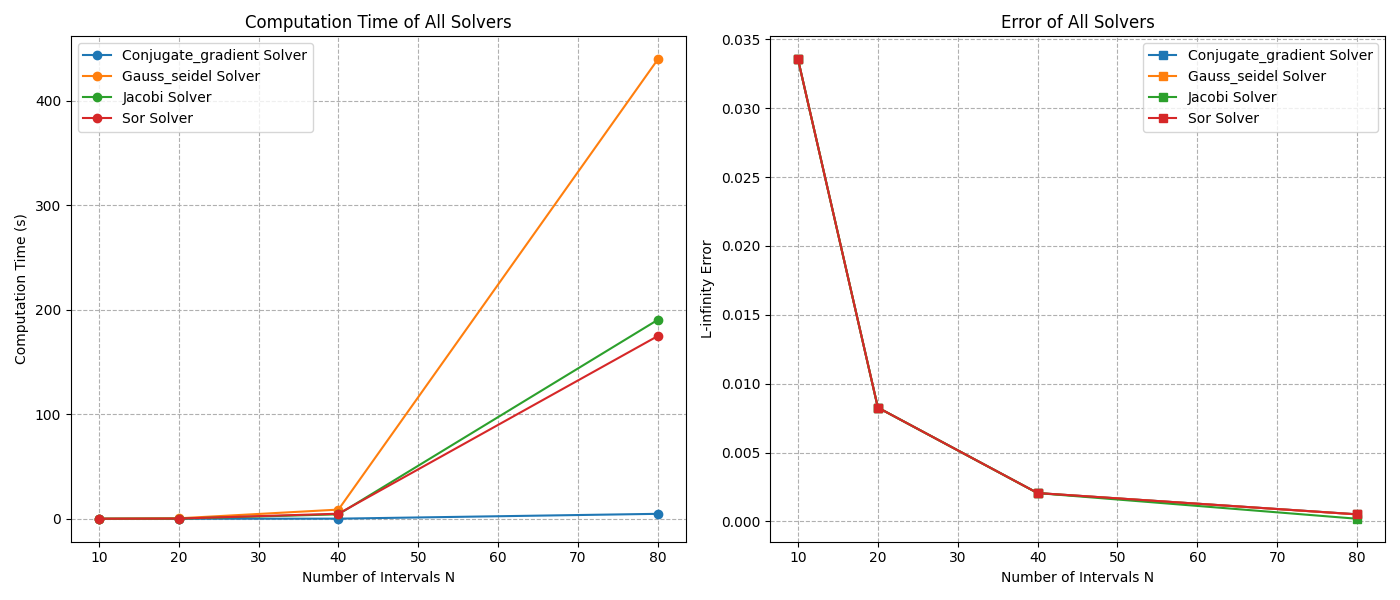 Computation Time of All Solvers
Conjugate_gradient Solver
Gauss_seidel Solver
Jacobi Solver
Sor Solver
Computation Time (s)
400
300
200
100
0
10 20 30 40 50 60 70 80
Number of Intervals N
Error of All Solvers
Conjugate_gradient Solver
Gauss_seidel Solver
Jacobi Solver
Sor Solver
L-infinity Error
0.035
0.030
0.025
0.020
0.015
0.010
0.005
0.000
10 20 30 40 50 60 70 80
Number of Intervals N